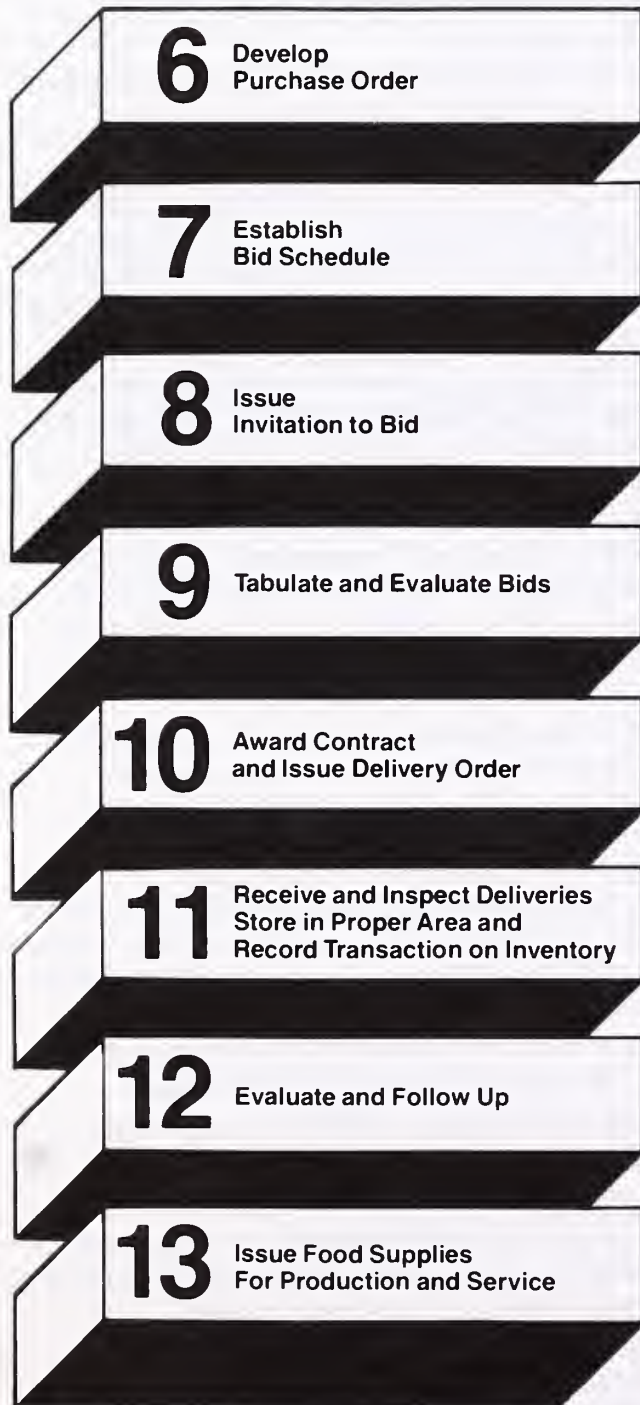 6 Develop
Purchase Order
7 Establish
Bid Schedule
8 Issue
Invitation to Bid
9 Tabulate and Evaluate Bids
10 Award Contract
and Issue Delivery Order
11 Receive and Inspect Deliveries
Store in Proper Area and
Record Transaction on Inventory
12 Evaluate and Follow Up
13 Issue Food Supplies
For Production and Service